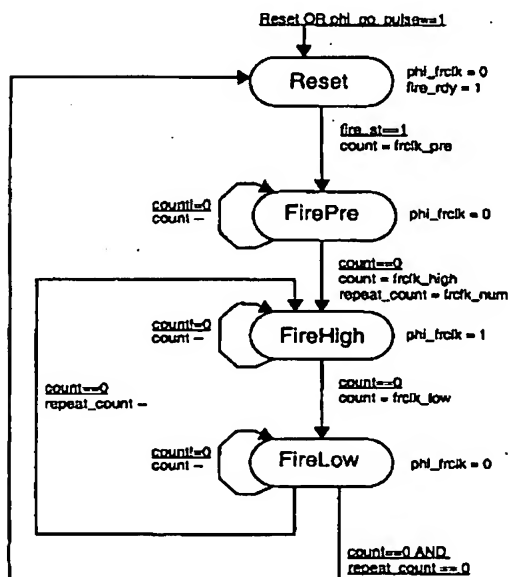 Reset OR phi_go_pulse==1
Reset
phi_frclk = 0
fire_rdy = 1
fire_st==1
count = frclk_pre
count!=0
count --
FirePre
phi_frclk = 0
count==0
count = frclk_high
repeat_count = frclk_num
count!=0
count --
FireHigh
phi_frclk = 1
count==0
repeat_count --
count==0
count = frclk_low
count!=0
count --
FireLow
phi_frclk = 0
count==0 AND
repeat_count == 0